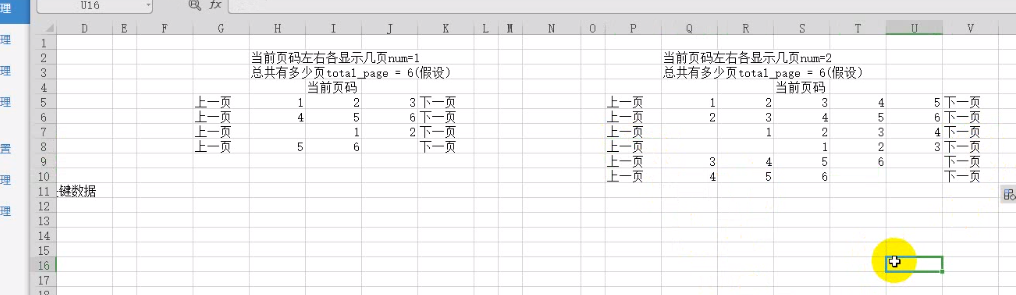 理 U16 fx
D E F G H I J K L M N O P Q R S T U V
理 1
2 当前页码左右各显示几页num=1 当前页码左右各显示几页num=2
理 3 总共有多少页total_page = 6(假设) 总共有多少页total_page = 6(假设)
4 当前页码 当前页码
理 5 上一页 1 2 3 下一页 上一页 1 2 3 4 5 下一页
6 上一页 4 5 6 下一页 上一页 2 3 4 5 6 下一页
7 上一页 1 2 下一页 上一页 1 2 3 4 下一页
置 8 上一页 5 6 下一页 上一页 1 2 3 下一页
9 上一页 3 4 5 6 下一页
理 10 上一页 4 5 6 下一页
11 键数据
理 12
13
14
15
16
17
18